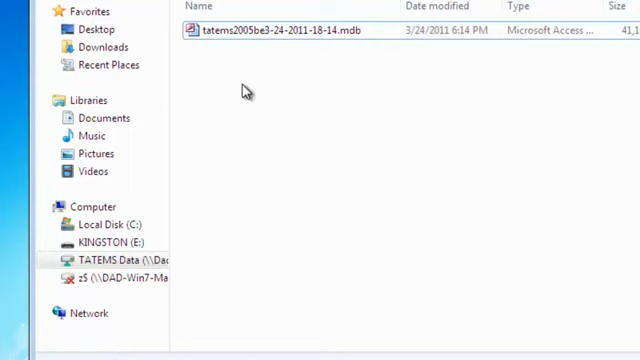 Name Date modified Type Size
tatems2005be3-24-2011-18-14.mdb 3/24/2011 6:14 PM Microsoft Access ... 41,1
Favorites
Desktop
Downloads
Recent Places
Libraries
Documents
Music
Pictures
Videos
Computer
Local Disk (C:)
KINGSTON (E:)
TATEMS Data (\\Dad
z$ (\\DAD-Win7-Ma
Network